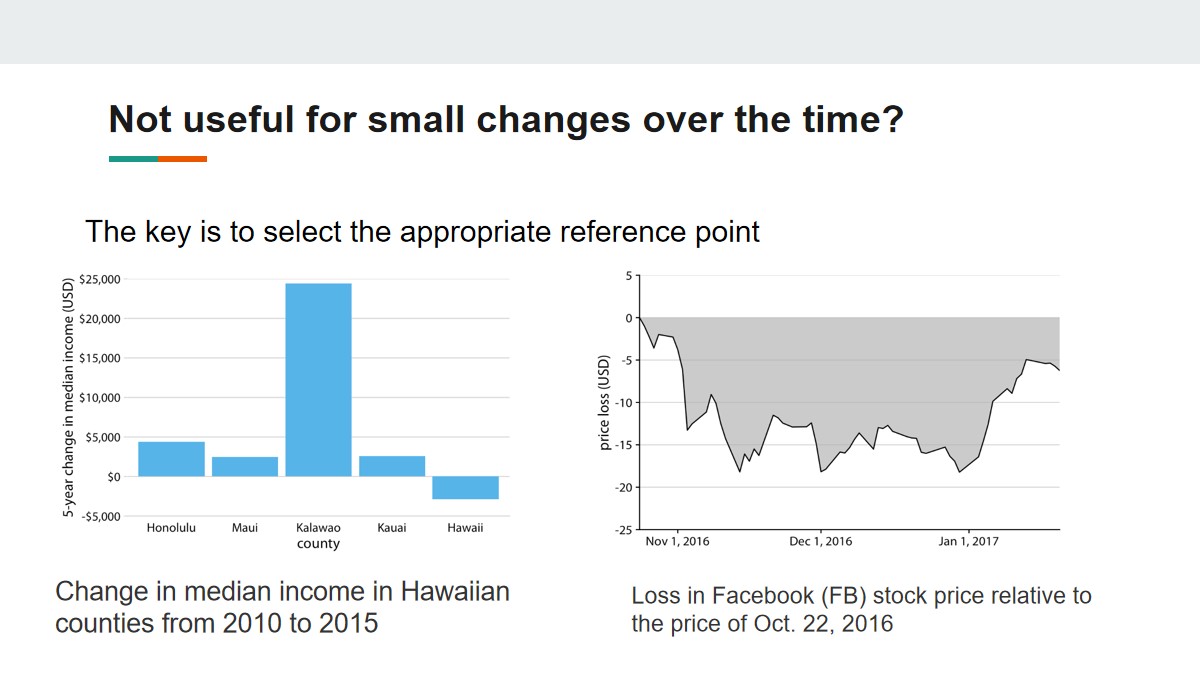 Not useful for small changes over the time?
The key is to select the appropriate reference point
5-year change in median income (USD)
$25,000
$20,000
$15,000
$10,000
$5,000
$0
-$5,000
Honolulu Maui Kalawao Kauai Hawaii
county
Change in median income in Hawaiian
counties from 2010 to 2015
price loss (USD)
5
0
-5
-10
-15
-20
-25
Nov 1, 2016 Dec 1, 2016 Jan 1, 2017
Loss in Facebook (FB) stock price relative to
the price of Oct. 22, 2016